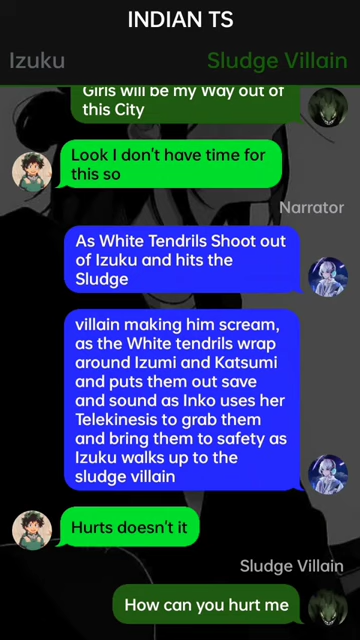 INDIAN TS
Izuku
Sludge Villain
Girls will be my Way out of
this City
Look I don't have time for
this so
Narrator
As White Tendrils Shoot out
of Izuku and hits the
Sludge
villain making him scream,
as the White tendrils wrap
around Izumi and Katsumi
and puts them out save
and sound as Inko uses her
Telekinesis to grab them
and bring them to safety as
Izuku walks up to the
sludge villain
Hurts doesn't it
Sludge Villain
How can you hurt me